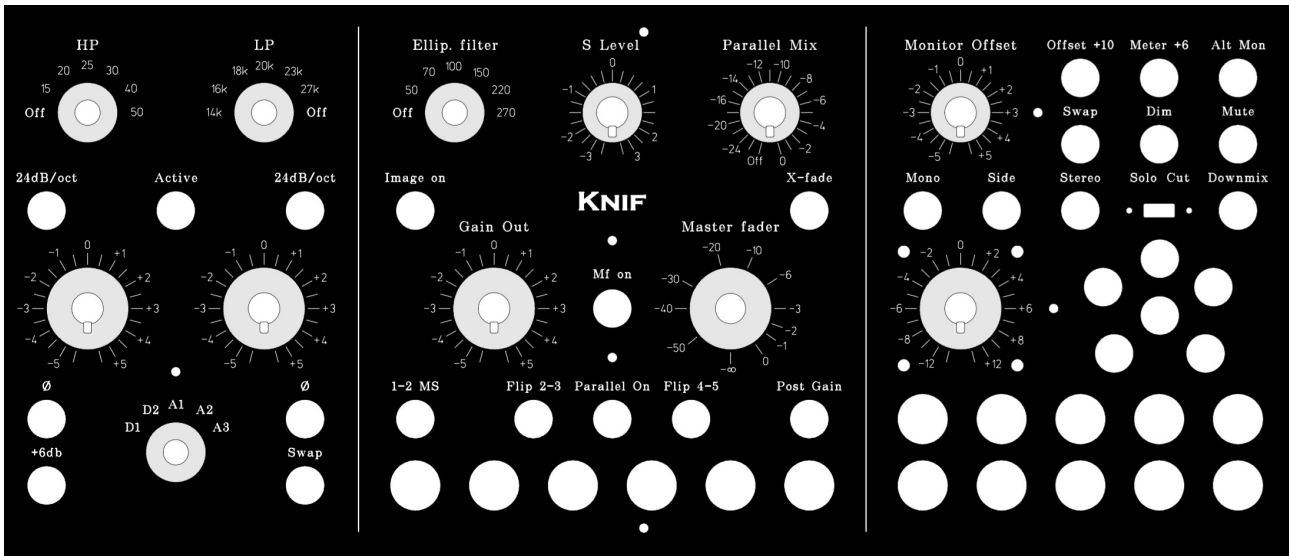 HP
LP
Off 15 20 25 30 40 50
14k 16k 18k 20k 23k 27k Off
24dB/oct
Active
24dB/oct
-5 -4 -3 -2 -1 0 +1 +2 +3 +4 +5
-5 -4 -3 -2 -1 0 +1 +2 +3 +4 +5
Ø
Ø
D1 D2 A1 A2 A3
+6db
Swap
Ellip. filter
S Level
Parallel Mix
Off 50 70 100 150 220 270
-3 -2 -1 0 1 2 3
Off -24 -20 -16 -14 -12 -10 -8 -6 -4 -2 0
Image on
KNIF
X-fade
Gain Out
Mf on
Master fader
-5 -4 -3 -2 -1 0 +1 +2 +3 +4 +5
-∞ -50 -40 -30 -20 -10 -6 -3 -2 -1 0
1-2 MS
Flip 2-3
Parallel On
Flip 4-5
Post Gain
Monitor Offset
Offset +10
Meter +6
Alt Mon
-5 -4 -3 -2 -1 0 +1 +2 +3 +4 +5
Swap
Dim
Mute
Mono
Side
Stereo
Solo Cut
Downmix
-12 -8 -6 -4 -2 0 +2 +4 +6 +8 +12